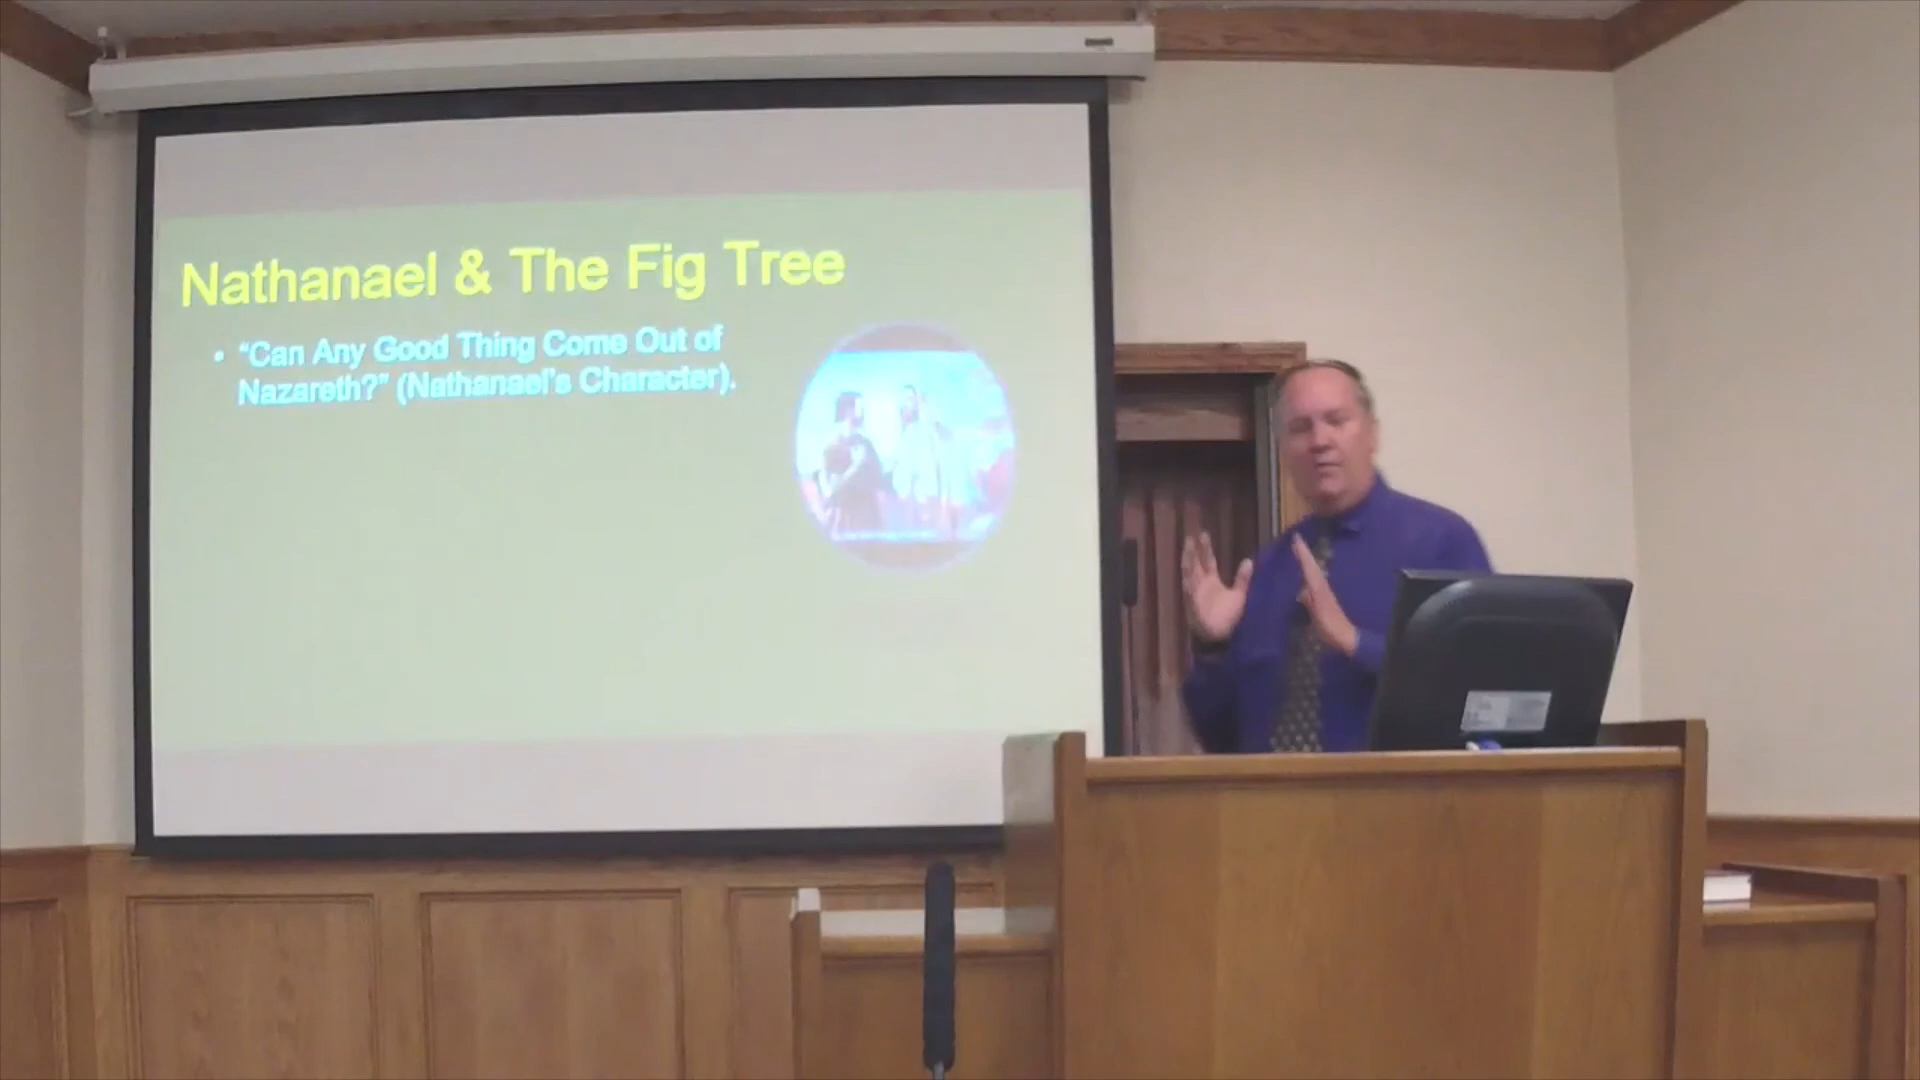 Nathanael & The Fig Tree
• “Can Any Good Thing Come Out of
Nazareth?” (Nathanael's Character).